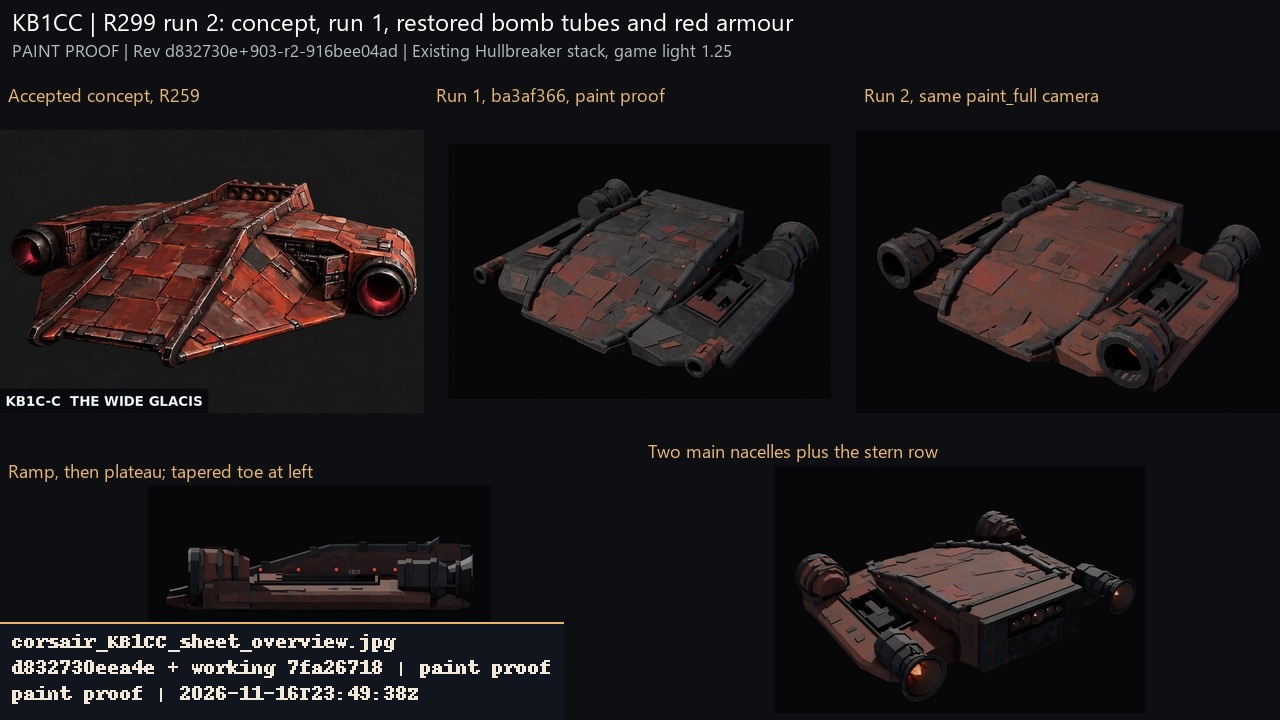 KB1CC | R299 run 2: concept, run 1, restored bomb tubes and red armour
PAINT PROOF | Rev d832730e+903-r2-916bee04ad | Existing Hullbreaker stack, game light 1.25
Accepted concept, R259
Run 1, ba3af366, paint proof
Run 2, same paint_full camera
KB1C-C THE WIDE GLACIS
Ramp, then plateau; tapered toe at left
Two main nacelles plus the stern row
corsair_KB1CC_sheet_overview.jpg
d832730eea4e + working 7fa26718 | paint proof
paint proof | 2026-11-16T23:49:38Z